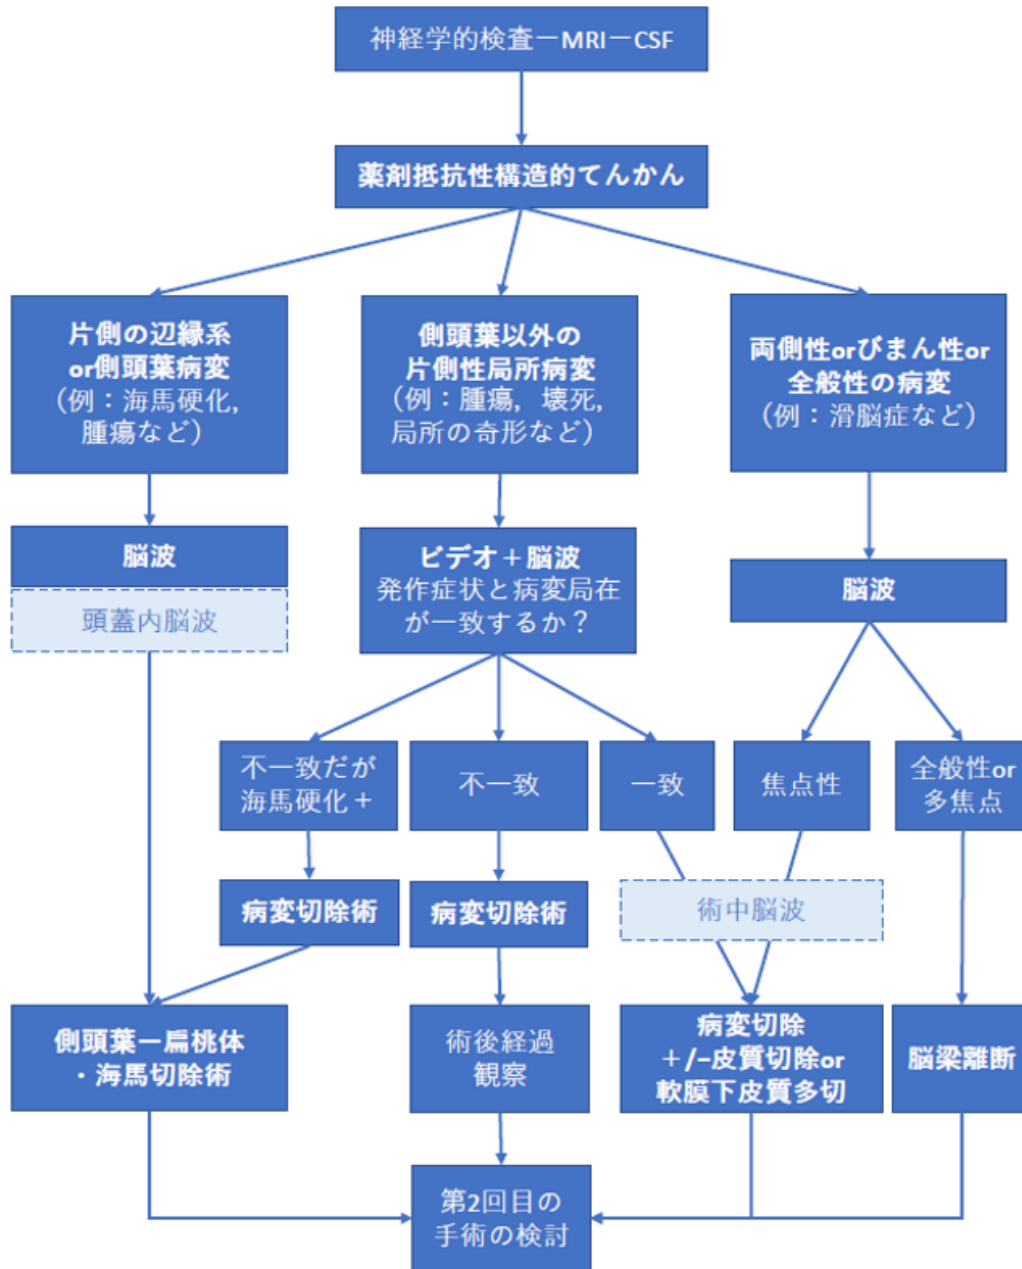 神経学的検査－MRI－CSF
薬剤抵抗性構造的てんかん
片側の辺縁系
or側頭葉病変
（例：海馬硬化，
腫瘍など）
側頭葉以外の
片側性局所病変
（例：腫瘍，壊死，
局所の奇形など）
両側性orびまん性or
全般性の病変
（例：滑脳症など）
脳波
頭蓋内脳波
ビデオ＋脳波
発作症状と病変局在
が一致するか？
脳波
不一致だが
海馬硬化＋
不一致
一致
焦点性
全般性or
多焦点
病変切除術
病変切除術
術中脳波
側頭葉－扁桃体
・海馬切除術
術後経過
観察
病変切除
+/−皮質切除or
軟膜下皮質多切
脳梁離断
第2回目の
手術の検討